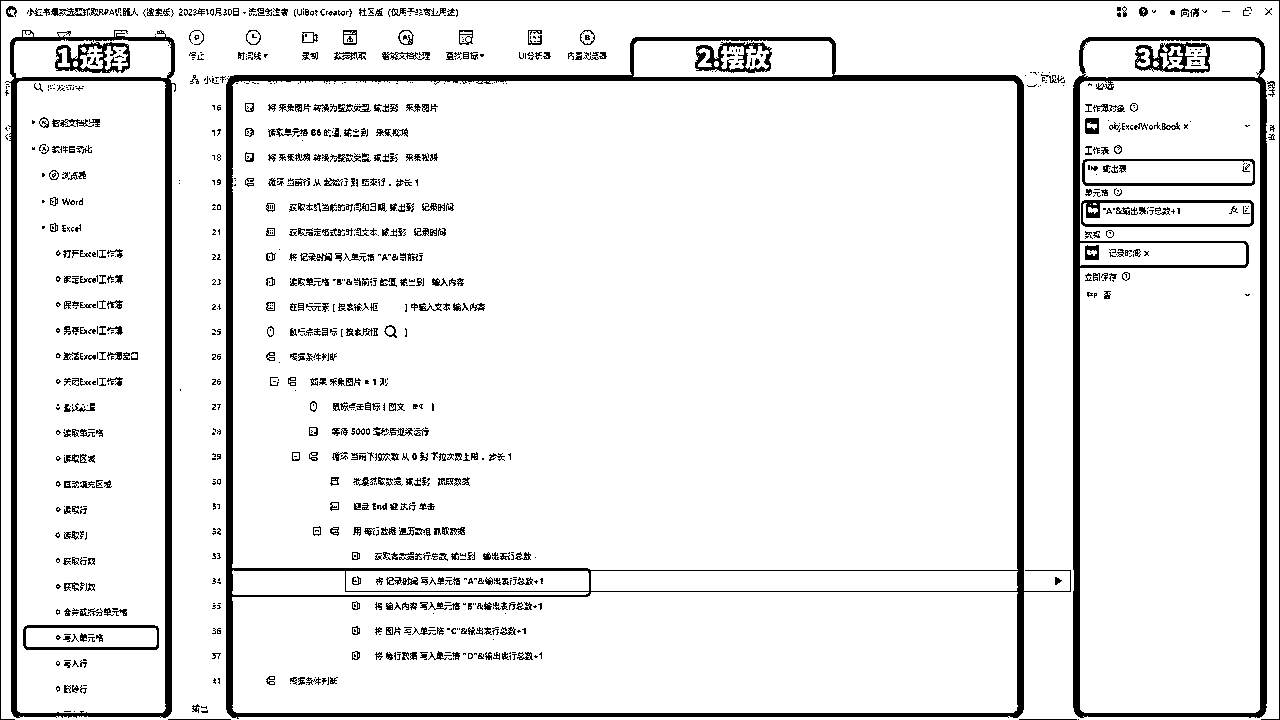 小红书爆款选题抓取RPA机器人（搜索版）2023年10月30日 - 流程创造者（UiBot Creator）社区版（仅用于非商业用途）
停止
时间线
录制
数据抓取
智能文档处理
查找目标
UI分析器
内置浏览器
1.选择
2.摆放
3.设置
可视化
智能文档处理
软件自动化
浏览器
Word
Excel
打开Excel工作簿
绑定Excel工作簿
保存Excel工作簿
另存Excel工作簿
激活Excel工作簿窗口
关闭Excel工作簿
查找数据
读取单元格
读取区域
自动填充区域
读取行
读取列
获取行数
获取列数
合并或拆分单元格
写入单元格
写入行
删除行
16 将 采集图片 转换为整数类型, 输出到 采集图片
17 读取单元格 B6 的值, 输出到 采集视频
18 将 采集视频 转换为整数类型, 输出到 采集视频
19 循环 当前行 从 起始行 到 结束行 ，步长 1
20 获取本机当前的时间和日期, 输出到 记录时间
21 获取指定格式的时间文本, 输出到 记录时间
22 将 记录时间 写入单元格 "A"&当前行
23 读取单元格 "B"&当前行 的值, 输出到 输入内容
24 在目标元素 [ 搜索输入框 ] 中输入文本 输入内容
25 鼠标点击目标 [ 搜索按钮 ]
26 根据条件判断
26 如果 采集图片 = 1 则
27 鼠标点击目标 [ 图文 ]
28 等待 5000 毫秒后继续运行
29 循环 当前下拉次数 从 0 到 下拉次数上限 ，步长 1
30 批量抓取数据, 输出到 抓取数据
31 键盘 End 键 执行 单击
32 用 每行数据 遍历数组 抓取数据
33 获取有数据的行总数, 输出到 输出表行总数
34 将 记录时间 写入单元格 "A"&输出表行总数+1
35 将 输入内容 写入单元格 "B"&输出表行总数+1
36 将 图片 写入单元格 "C"&输出表行总数+1
37 将 每行数据 写入单元格 "D"&输出表行总数+1
41 根据条件判断
输出
必选
工作簿对象
objExcelWorkBook ×
工作表
Exp 输出表
单元格
"A"&输出表行总数+1
数据
记录时间 ×
立即保存
Exp 否